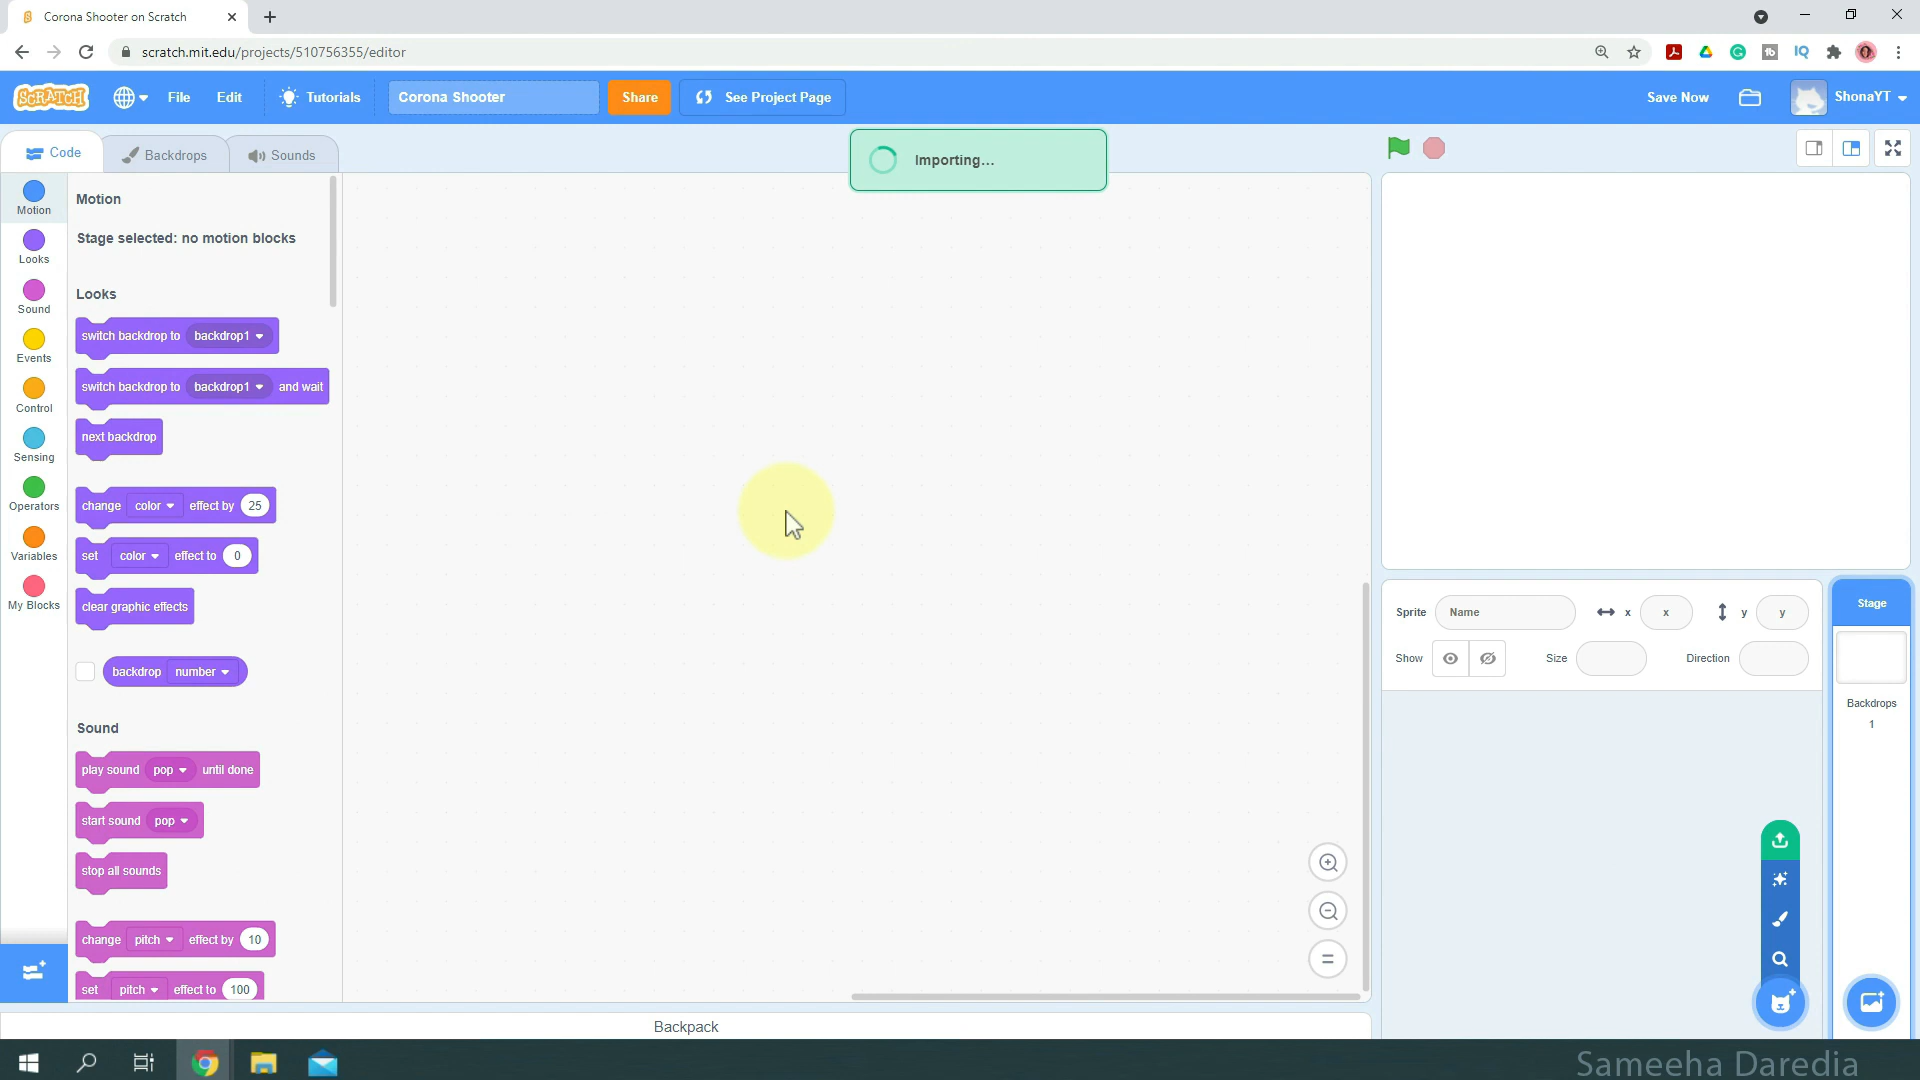 Corona Shooter on Scratch
scratch.mit.edu/projects/510756355/editor
SCRATCH
File
Edit
Tutorials
Corona Shooter
Share
See Project Page
Save Now
ShonaYT
Code
Backdrops
Sounds
Importing...
Motion
Looks
Sound
Events
Control
Sensing
Operators
Variables
My Blocks
Motion
Stage selected: no motion blocks
Looks
switch backdrop to backdrop1
switch backdrop to backdrop1 and wait
next backdrop
change color effect by 25
set color effect to 0
clear graphic effects
backdrop number
Sound
play sound pop until done
start sound pop
stop all sounds
change pitch effect by 10
set pitch effect to 100
Backpack
Sprite Name x x y y
Show Size Direction
Stage
Backdrops
1
Sameeha Daredia